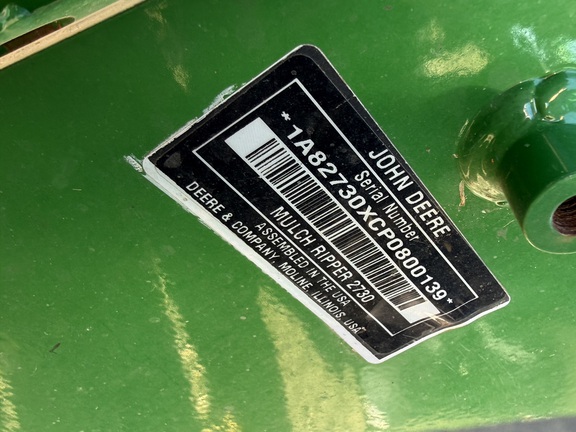 JOHN DEERE
Serial Number
*1A82730XCP0800139*
MULCH RIPPER 2730
ASSEMBLED IN THE USA
DEERE & COMPANY, MOLINE, ILLINOIS, USA